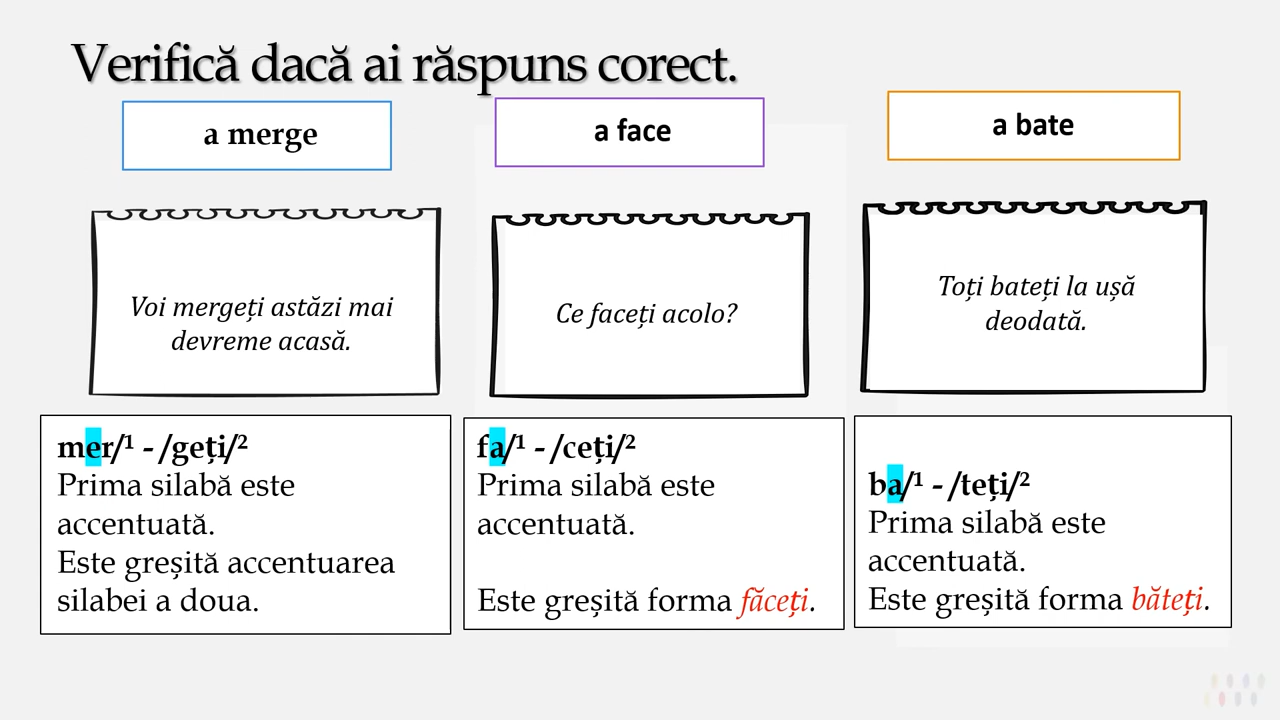 Verifică dacă ai răspuns corect.
a merge
a face
a bate
Voi mergeți astăzi mai
devreme acasă.
Ce faceți acolo?
Toți bateți la ușă
deodată.
mer/¹ - /geți/²
Prima silabă este
accentuată.
Este greșită accentuarea
silabei a doua.
fa/¹ - /ceți/²
Prima silabă este
accentuată.
Este greșită forma făceți.
ba/¹ - /teți/²
Prima silabă este
accentuată.
Este greșită forma băteți.